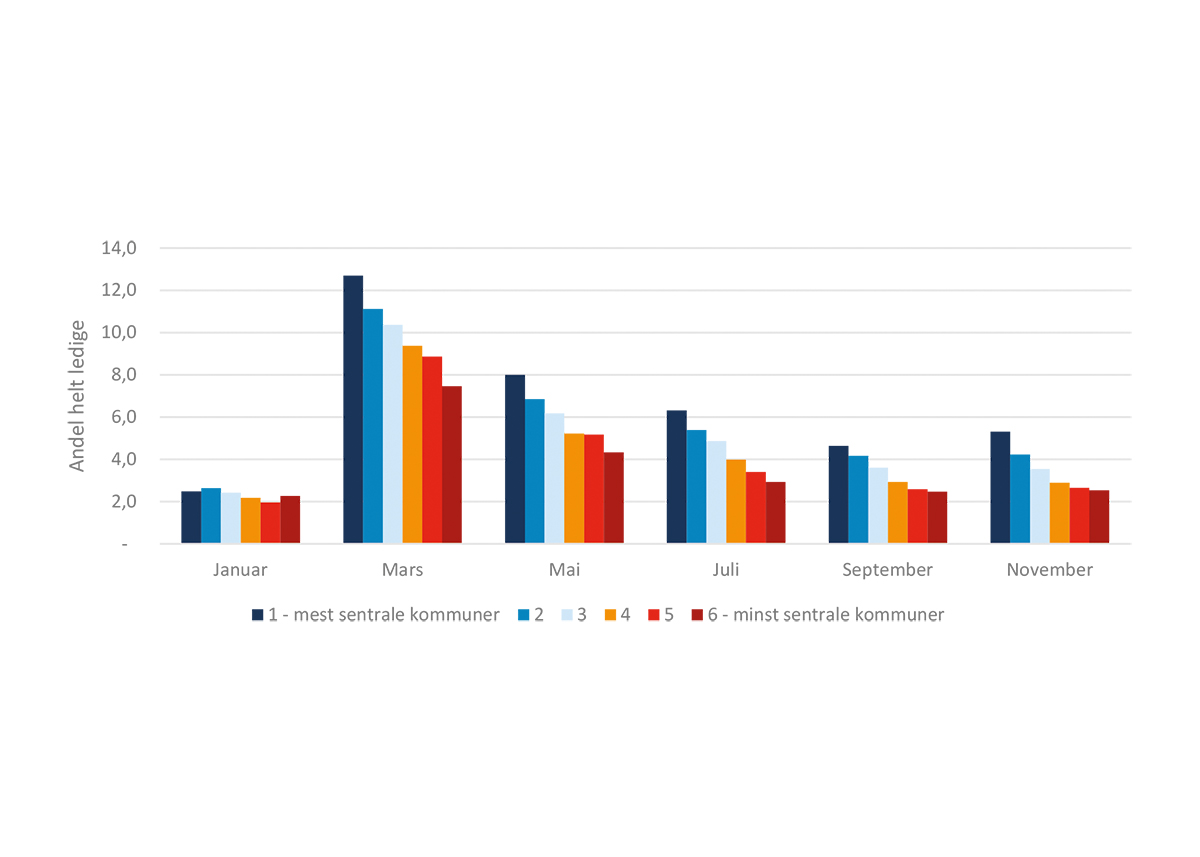 14,0
12,0
10,0
8,0
6,0
4,0
2,0
-
Andel helt ledige
Januar Mars Mai Juli September November
1 - mest sentrale kommuner 2 3 4 5 6 - minst sentrale kommuner